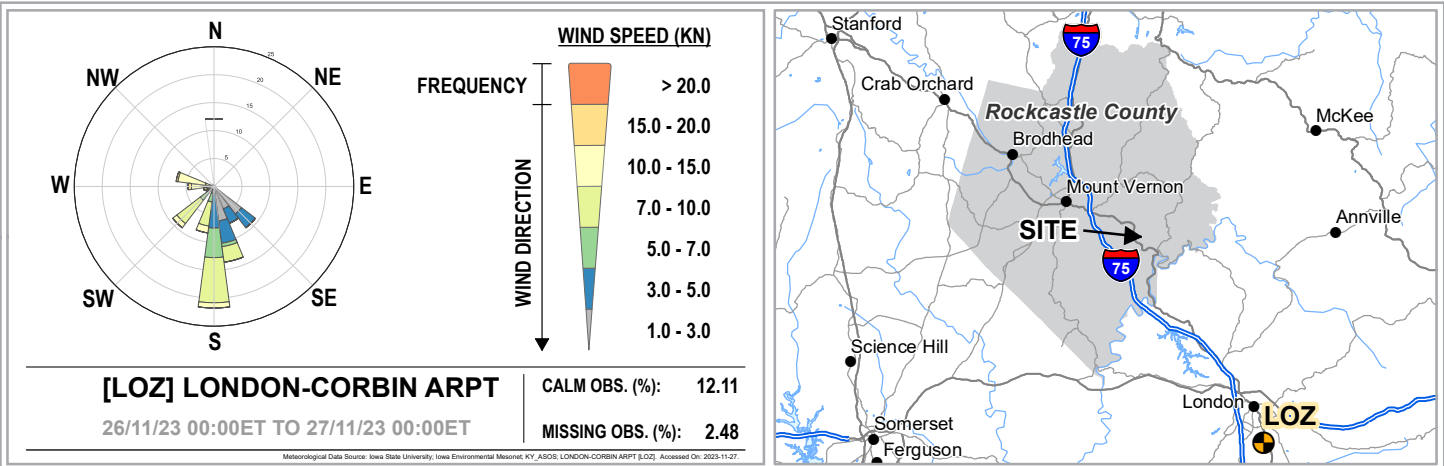 N
NE
E
SE
S
SW
W
NW
25
20
15
10
5
WIND SPEED (KN)
FREQUENCY
WIND DIRECTION
> 20.0
15.0 - 20.0
10.0 - 15.0
7.0 - 10.0
5.0 - 7.0
3.0 - 5.0
1.0 - 3.0
[LOZ] LONDON-CORBIN ARPT
26/11/23 00:00ET TO 27/11/23 00:00ET
CALM OBS. (%): 12.11
MISSING OBS. (%): 2.48
Meteorological Data Source: Iowa State University; Iowa Environmental Mesonet; KY_ASOS; LONDON-CORBIN ARPT [LOZ]. Accessed On: 2023-11-27.
Stanford
75
Crab Orchard
Rockcastle County
McKee
Brodhead
Mount Vernon
SITE
Annville
75
Science Hill
London
LOZ
Somerset
Ferguson